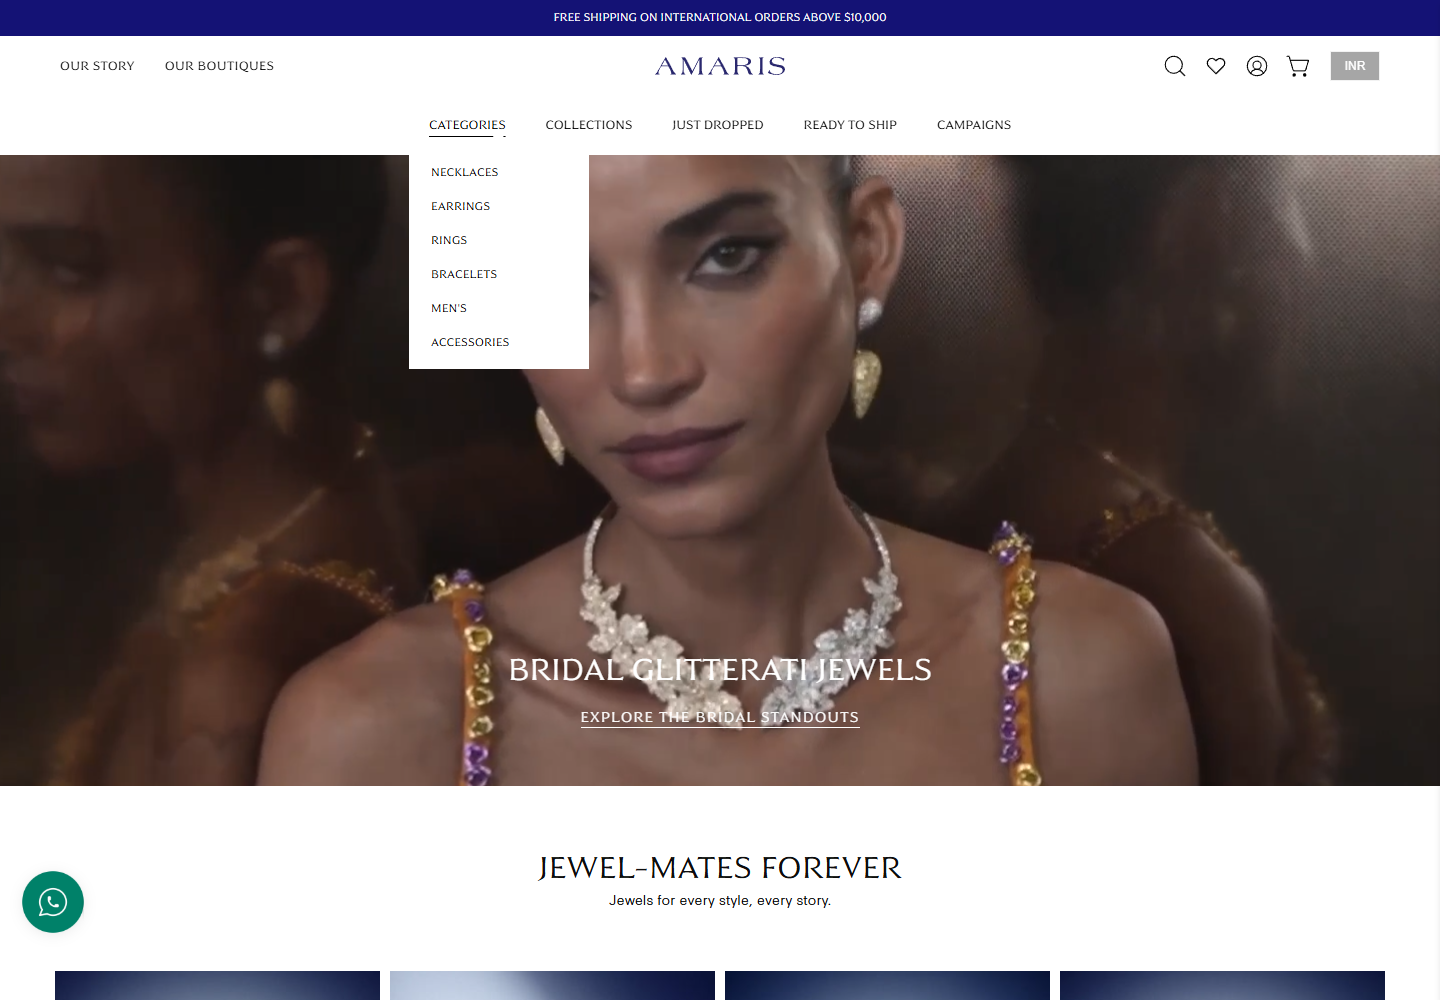 FREE SHIPPING ON INTERNATIONAL ORDERS ABOVE $10,000
OUR STORY
OUR BOUTIQUES
AMARIS
INR
CATEGORIES
COLLECTIONS
JUST DROPPED
READY TO SHIP
CAMPAIGNS
NECKLACES
EARRINGS
RINGS
BRACELETS
MEN'S
ACCESSORIES
BRIDAL GLITTERATI JEWELS
EXPLORE THE BRIDAL STANDOUTS
JEWEL-MATES FOREVER
Jewels for every style, every story.